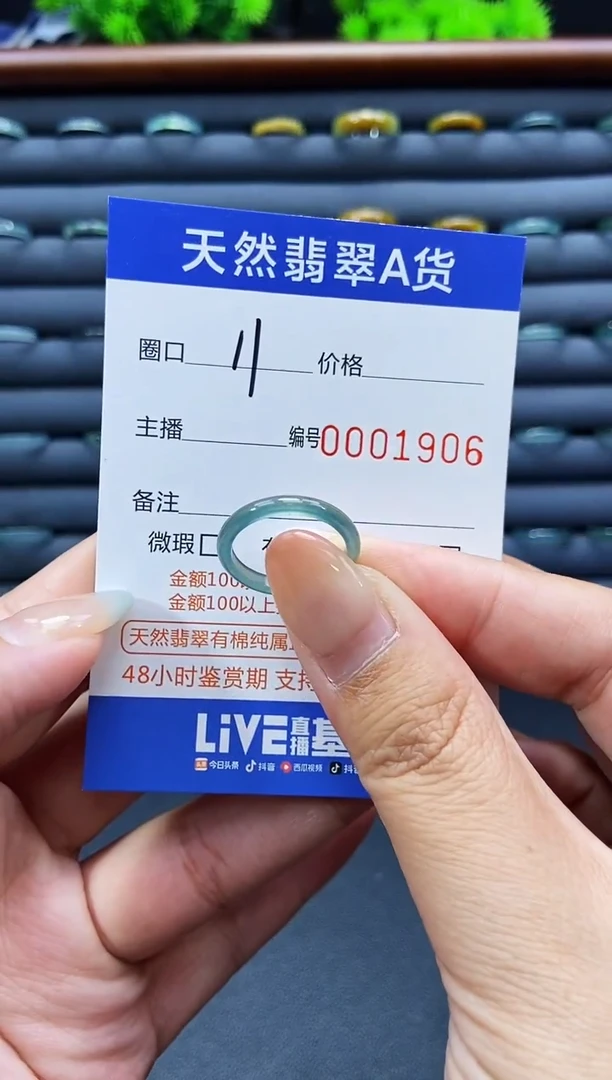 天然翡翠A货
圈口 11 价格
主播 编号0001906
备注
微瑕
金额100
金额100以上
天然翡翠有棉纯属
48小时鉴赏期 支持
LiVE直播基
今日头条 抖音 西瓜视频 抖